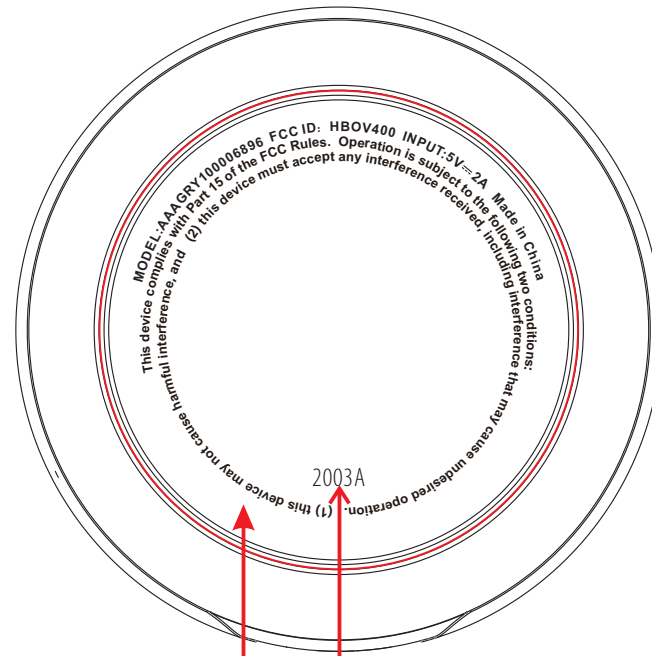 MODEL:AAAGRY100006896 FCC ID: HBOV400 INPUT:5V⎓2A Made in China
This device complies with Part 15 of the FCC Rules. Operation is subject to the following two conditions:
(1) this device may not cause harmful interference, and (2) this device must accept any interference received, including interference that may cause undesired operation.
2003A